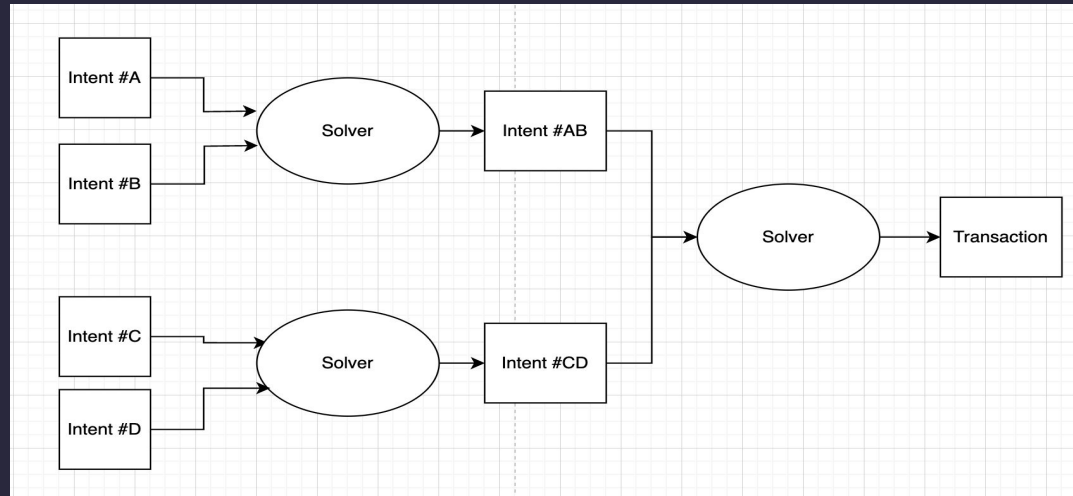 Intent #A
Intent #B
Solver
Intent #AB
Solver
Transaction
Intent #C
Intent #D
Solver
Intent #CD